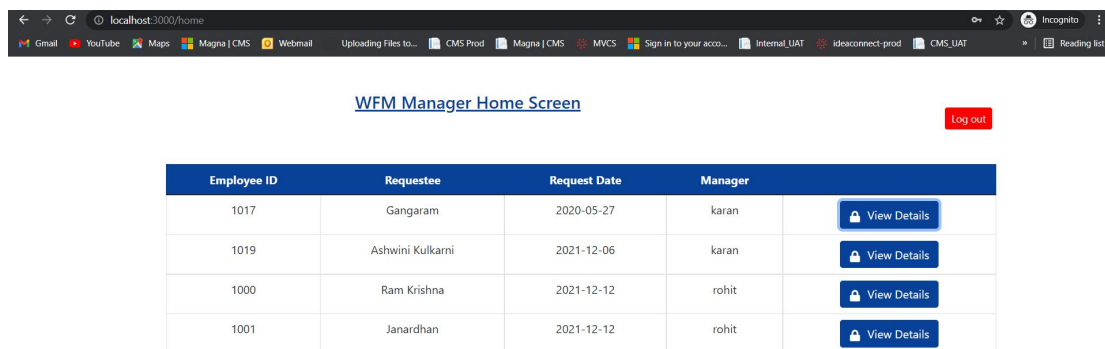 localhost:3000/home
Incognito
Gmail YouTube Maps Magna | CMS Webmail Uploading Files to... CMS Prod Magna | CMS MVCS Sign in to your acco... Internal_UAT ideaconnect-prod CMS_UAT » Reading list
WFM Manager Home Screen
Log out
Employee ID Requestee Request Date Manager
1017 Gangaram 2020-05-27 karan View Details
1019 Ashwini Kulkarni 2021-12-06 karan View Details
1000 Ram Krishna 2021-12-12 rohit View Details
1001 Janardhan 2021-12-12 rohit View Details